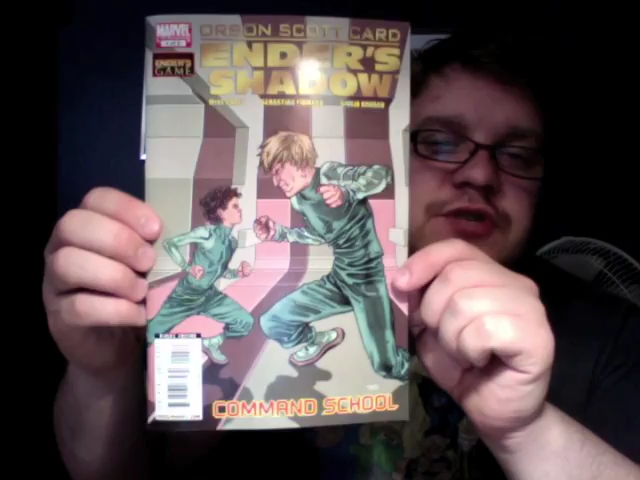 MARVEL
ORSON SCOTT CARD
ENDER'S
SHADOW
ENDER'S
GAME
COMMAND SCHOOL